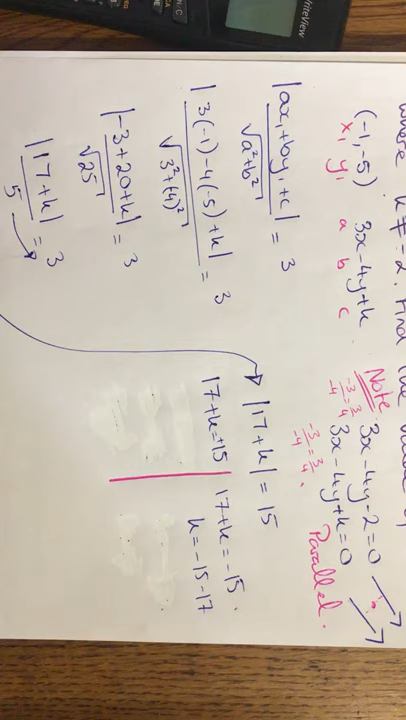 where k ≠ -2. Find the value of
(-1, -5) 3x - 4y + k
x₁ y₁ a b c
Note 3x - 4y - 2 = 0
-3/-4 = 3/4 3x - 4y + k = 0
-3/-4 = 3/4. Parallel.
|ax₁ + by₁ + c| / √a² + b² = 3
|3(-1) - 4(-5) + k| / √3² + (-4)² = 3
|-3 + 20 + k| / √25 = 3
|17 + k| / 5 = 3
|17 + k| = 15
17 + k = +15 17 + k = -15.
k = -15 - 17